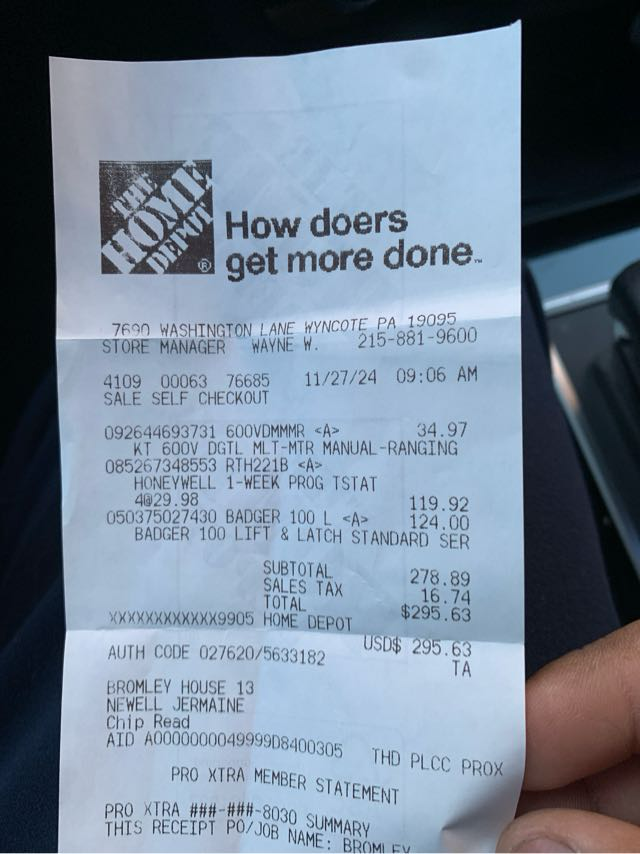 THE
HOME
DEPOT
®
How doers
get more done.™
7690 WASHINGTON LANE WYNCOTE PA 19095
STORE MANAGER WAYNE W. 215-881-9600
4109 00063 76685 11/27/24 09:06 AM
SALE SELF CHECKOUT
092644693731 600VDMMMR <A> 34.97
KT 600V DGTL MLT-MTR MANUAL-RANGING
085267348553 RTH221B <A>
HONEYWELL 1-WEEK PROG TSTAT
4@29.98 119.92
050375027430 BADGER 100 L <A> 124.00
BADGER 100 LIFT & LATCH STANDARD SER
SUBTOTAL 278.89
SALES TAX 16.74
TOTAL $295.63
XXXXXXXXXXXX9905 HOME DEPOT
USD$ 295.63
AUTH CODE 027620/5633182 TA
BROMLEY HOUSE 13
NEWELL JERMAINE
Chip Read
AID A0000000049999D8400305 THD PLCC PROX
PRO XTRA MEMBER STATEMENT
PRO XTRA ###-###-8030 SUMMARY
THIS RECEIPT PO/JOB NAME: BROMLEY